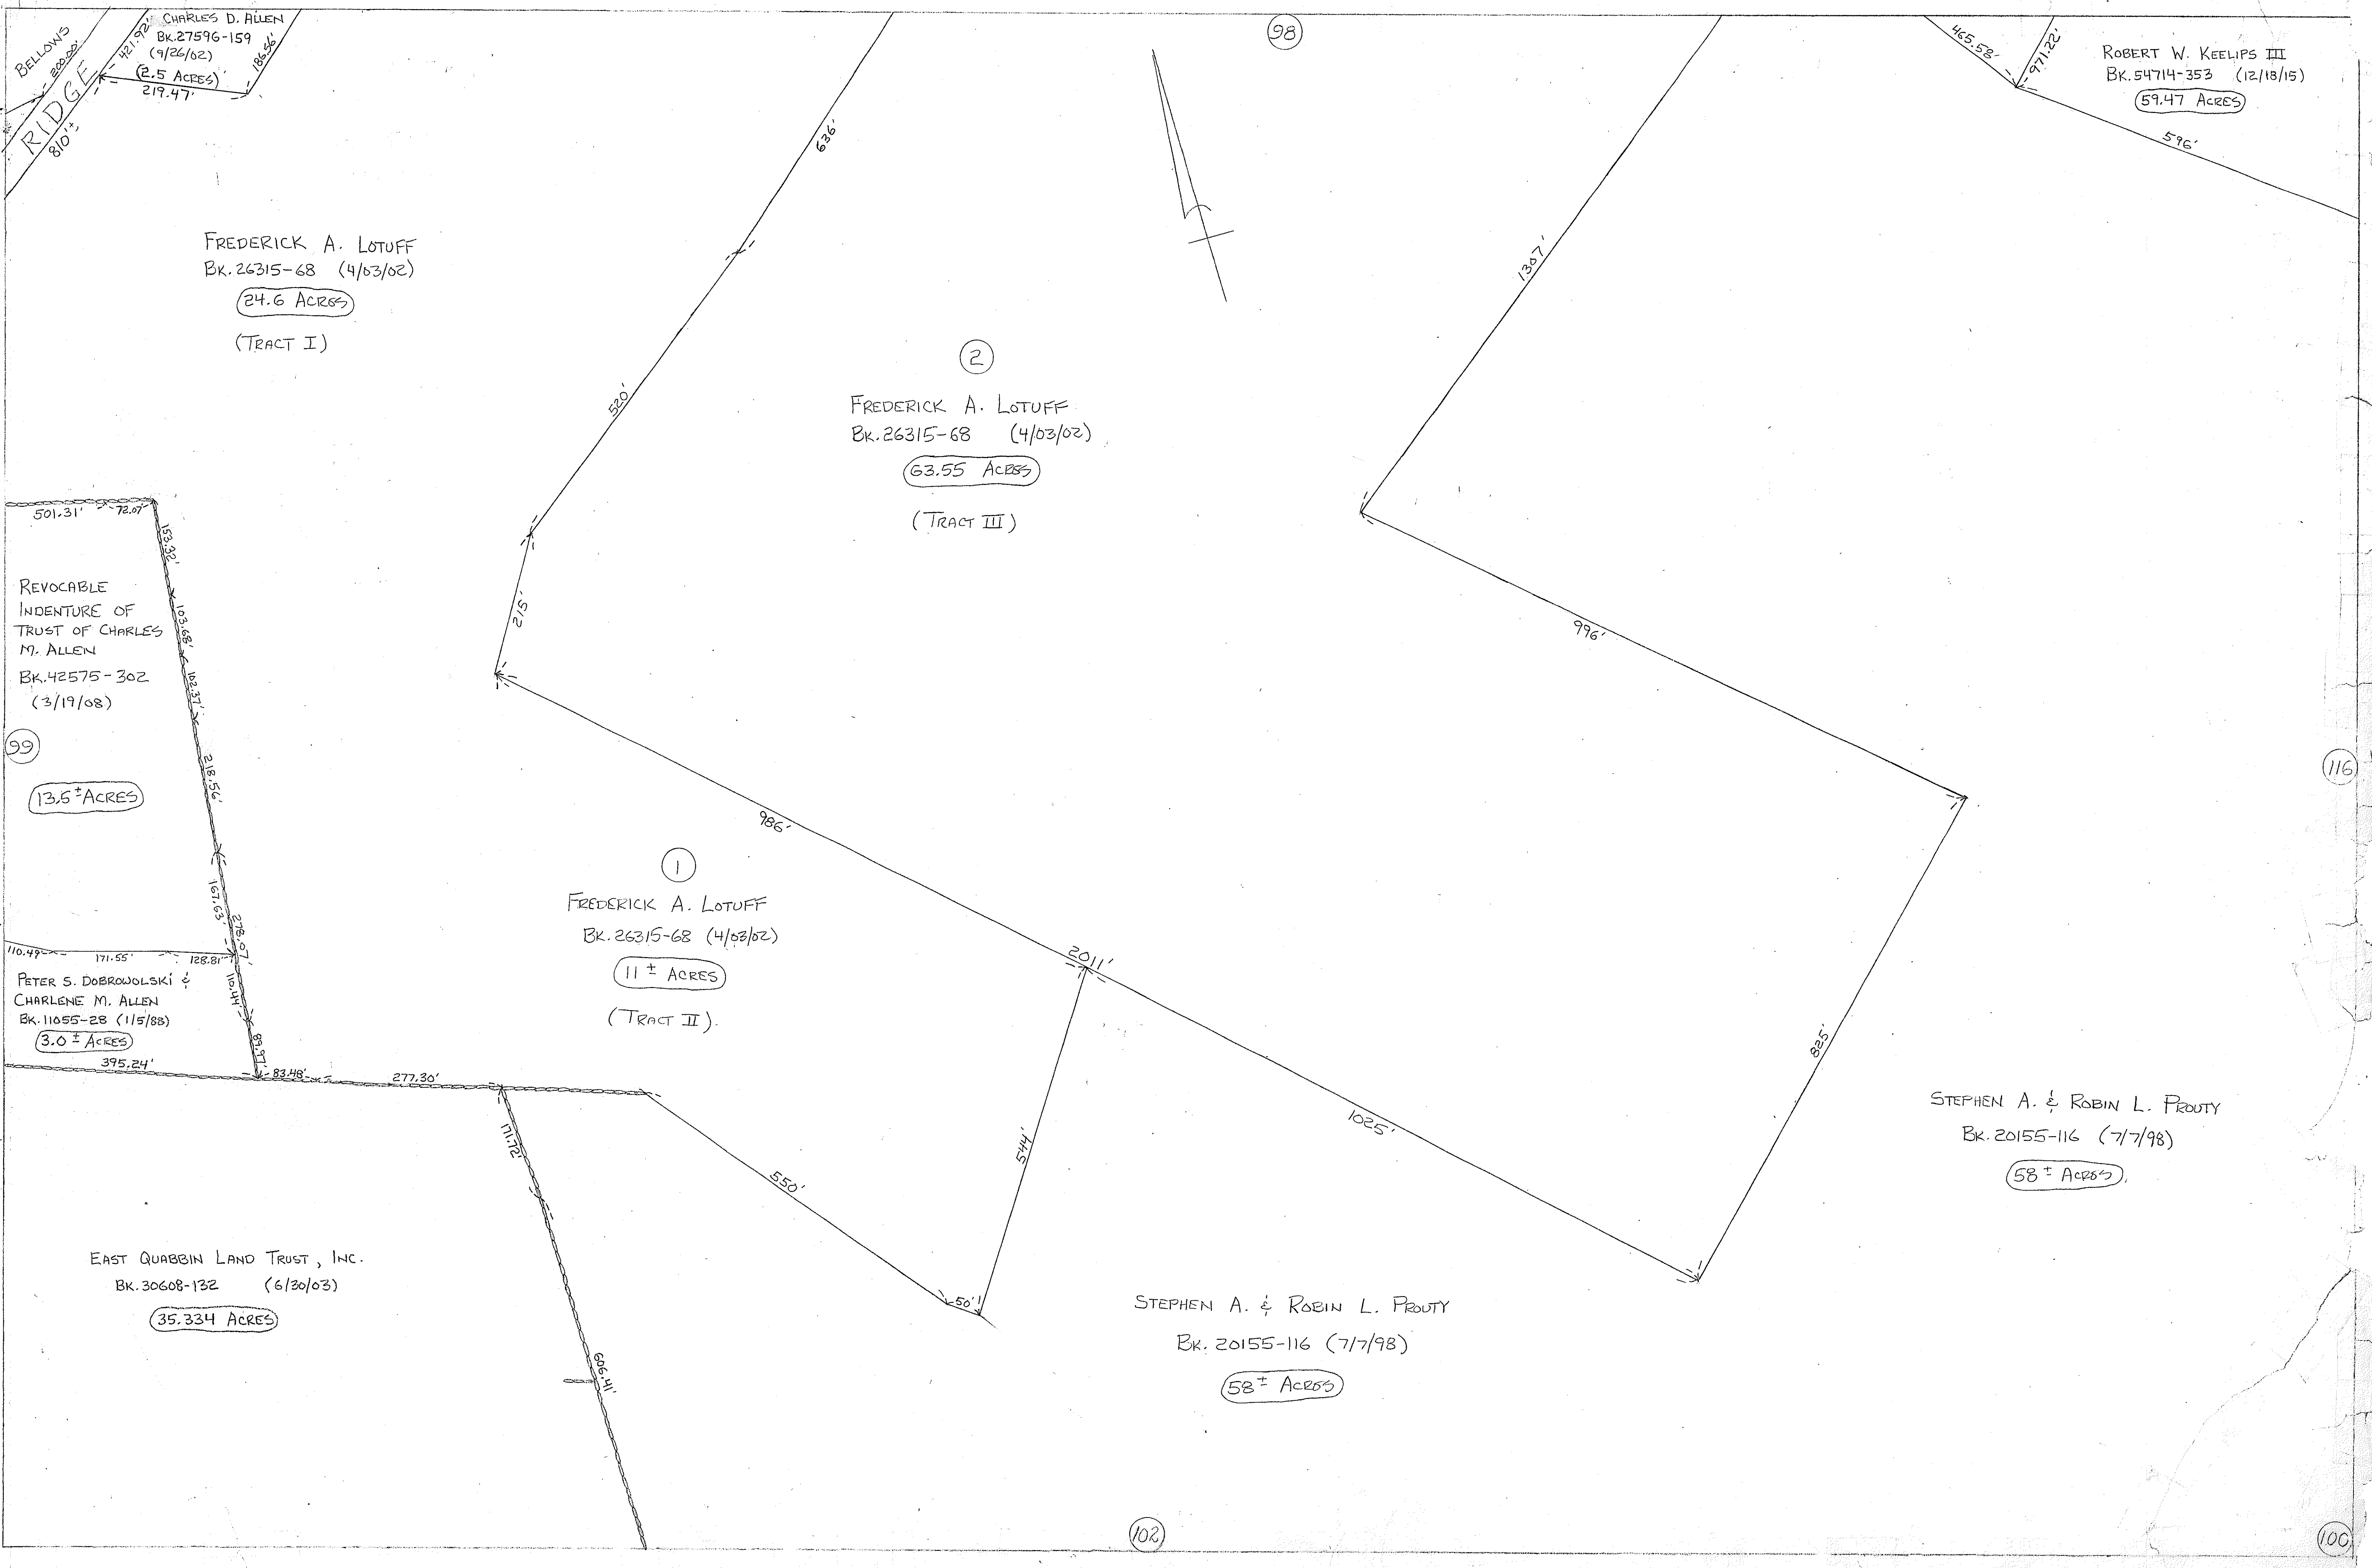 BELLOWS
200.00'
RIDGE
810'±
421.92'
CHARLES D. ALLEN
BK.27596-159
(9/26/02)
(2.5 ACRES)
219.47'
186.56'
98
465.58'
971.22'
ROBERT W. KEELIPS III
BK.54714-353 (12/18/15)
59.47 ACRES
596'
636'
1307'
FREDERICK A. LOTUFF
BK.26315-68 (4/03/02)
24.6 ACRES
(TRACT I)
520'
2
FREDERICK A. LOTUFF
BK.26315-68 (4/03/02)
63.55 ACRES
(TRACT III)
501.31'
72.07'
153.32'
103.68'
102.37'
218.56'
167.63'
278.07'
REVOCABLE
INDENTURE OF
TRUST OF CHARLES
M. ALLEN
BK.42575-302
(3/19/08)
99
13.5± ACRES
215'
996'
116
986'
1
FREDERICK A. LOTUFF
BK.26315-68 (4/03/02)
11± ACRES
(TRACT II).
2011'
110.49'
171.55'
128.81'
PETER S. DOBROWOLSKI &
CHARLENE M. ALLEN
BK.11055-28 (1/5/88)
3.0± ACRES
110.44'
89.97'
395.24'
83.48'
277.30'
171.72'
550'
544'
50'
1025'
825'
STEPHEN A. & ROBIN L. PROUTY
BK.20155-116 (7/7/98)
58± ACRES
EAST QUABBIN LAND TRUST, INC.
BK.30608-132 (6/30/03)
35.334 ACRES
606.41'
STEPHEN A. & ROBIN L. PROUTY
BK.20155-116 (7/7/98)
58± ACRES
102
100